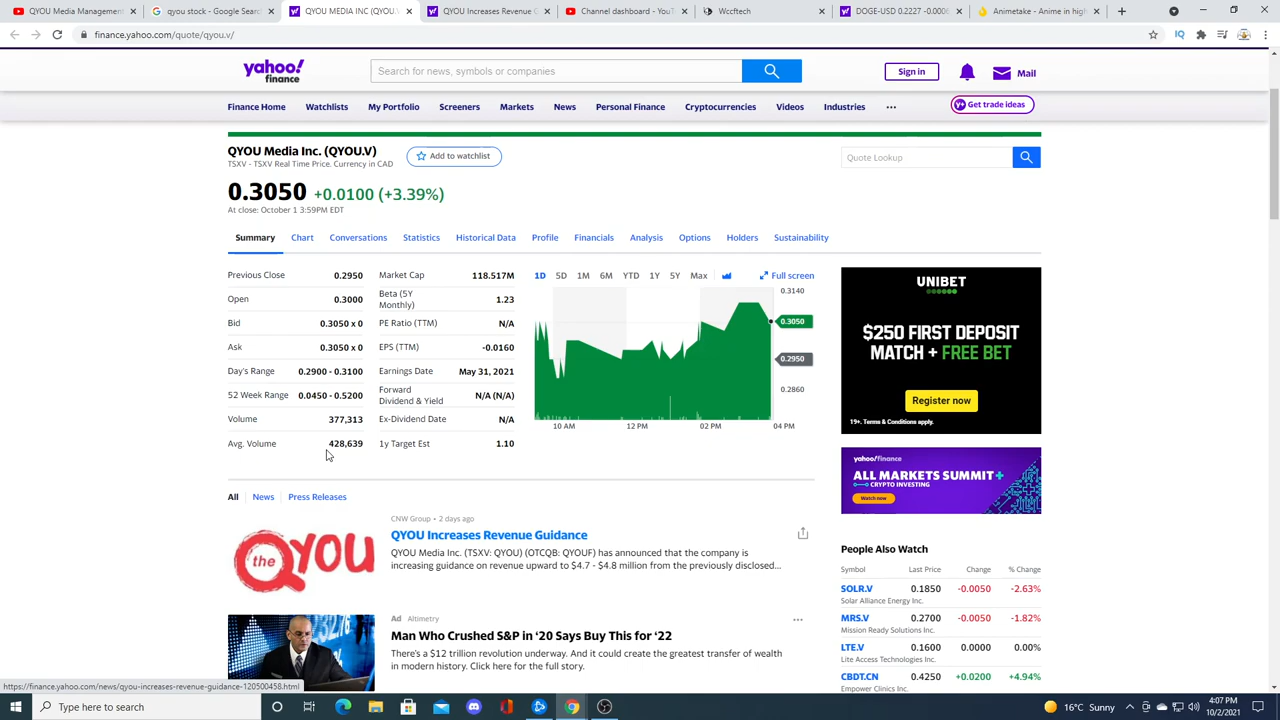 QYOU Media Management
qyou stock - Google Search
QYOU MEDIA INC (QYOU.V)
QYOU Increases Revenue G
Channel dashboard - YouT
Wccftech
DOGE-USD 0.2227 -0.000
Animetake - Anime in high
finance.yahoo.com/quote/qyou.v/
yahoo!
finance
Search for news, symbols or companies
Sign in
Mail
Finance Home
Watchlists
My Portfolio
Screeners
Markets
News
Personal Finance
Cryptocurrencies
Videos
Industries
...
Get trade ideas
QYOU Media Inc. (QYOU.V)
TSXV - TSXV Real Time Price. Currency in CAD
Add to watchlist
Quote Lookup
0.3050 +0.0100 (+3.39%)
At close: October 1 3:59PM EDT
Summary
Chart
Conversations
Statistics
Historical Data
Profile
Financials
Analysis
Options
Holders
Sustainability
Previous Close 0.2950
Open 0.3000
Bid 0.3050 x 0
Ask 0.3050 x 0
Day's Range 0.2900 - 0.3100
52 Week Range 0.0450 - 0.5200
Volume 377,313
Avg. Volume 428,639
Market Cap 118.517M
Beta (5Y
Monthly) 1.23
PE Ratio (TTM) N/A
EPS (TTM) -0.0160
Earnings Date May 31, 2021
Forward
Dividend & Yield N/A (N/A)
Ex-Dividend Date N/A
1y Target Est 1.10
1D 5D 1M 6M YTD 1Y 5Y Max
Full screen
0.3140
0.3050
0.2950
0.2860
10 AM 12 PM 02 PM 04 PM
UNIBET
$250 FIRST DEPOSIT
MATCH + FREE BET
Register now
19+. Terms & Conditions apply.
yahoo!finance
ALL MARKETS SUMMIT+
CRYPTO INVESTING
Watch now
All
News
Press Releases
CNW Group • 2 days ago
the QYOU
QYOU Increases Revenue Guidance
QYOU Media Inc. (TSXV: QYOU) (OTCQB: QYOUF) has announced that the company is
increasing guidance on revenue upward to $4.7 - $4.8 million from the previously disclosed...
Ad Altimetry
Man Who Crushed S&P in '20 Says Buy This for '22
There's a $12 trillion revolution underway. And it could create the greatest transfer of wealth
in modern history. Click here for the full story.
People Also Watch
Symbol Last Price Change % Change
SOLR.V 0.1850 -0.0050 -2.63%
Solar Alliance Energy Inc.
MRS.V 0.2700 -0.0050 -1.82%
Mission Ready Solutions Inc.
LTE.V 0.1600 0.0000 0.00%
Lite Access Technologies Inc.
CBDT.CN 0.4250 +0.0200 +4.94%
Empower Clinics Inc.
https://finance.yahoo.com/news/qyou-increases-revenue-guidance-120500458.html
Type here to search
16°C Sunny
4:07 PM
10/2/2021